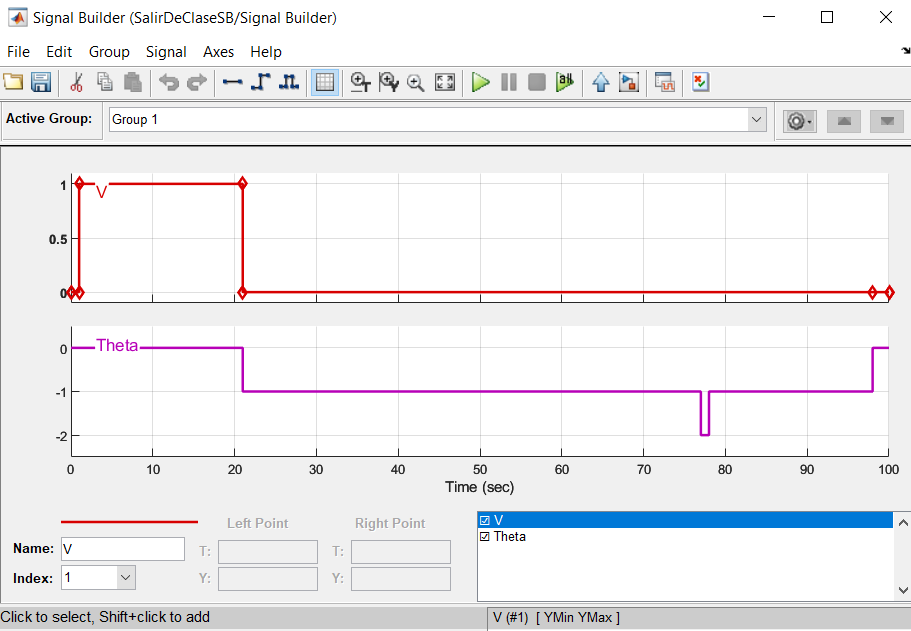 Signal Builder (SalirDeClaseSB/Signal Builder)
File Edit Group Signal Axes Help
Active Group: Group 1
1
V
0.5
0
0
Theta
-1
-2
0 10 20 30 40 50 60 70 80 90 100
Time (sec)
Left Point Right Point
Name: V T: T:
Index: 1 Y: Y:
V
Theta
Click to select, Shift+click to add V (#1) [ YMin YMax ]